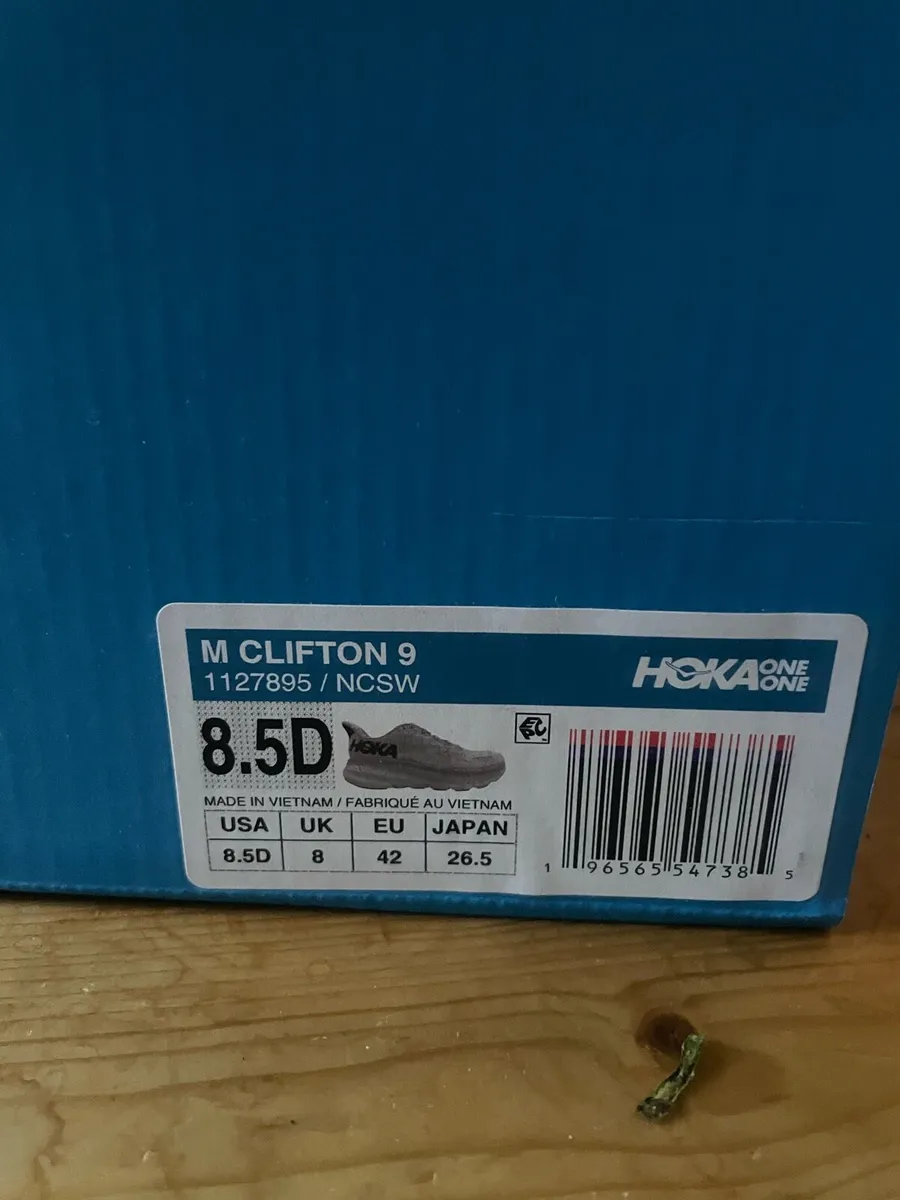 M CLIFTON 9
1127895 / NCSW
HOKA ONE ONE
8.5D
HOKA
MADE IN VIETNAM / FABRIQUÉ AU VIETNAM
USA UK EU JAPAN
8.5D 8 42 26.5
1 96565 54738 5